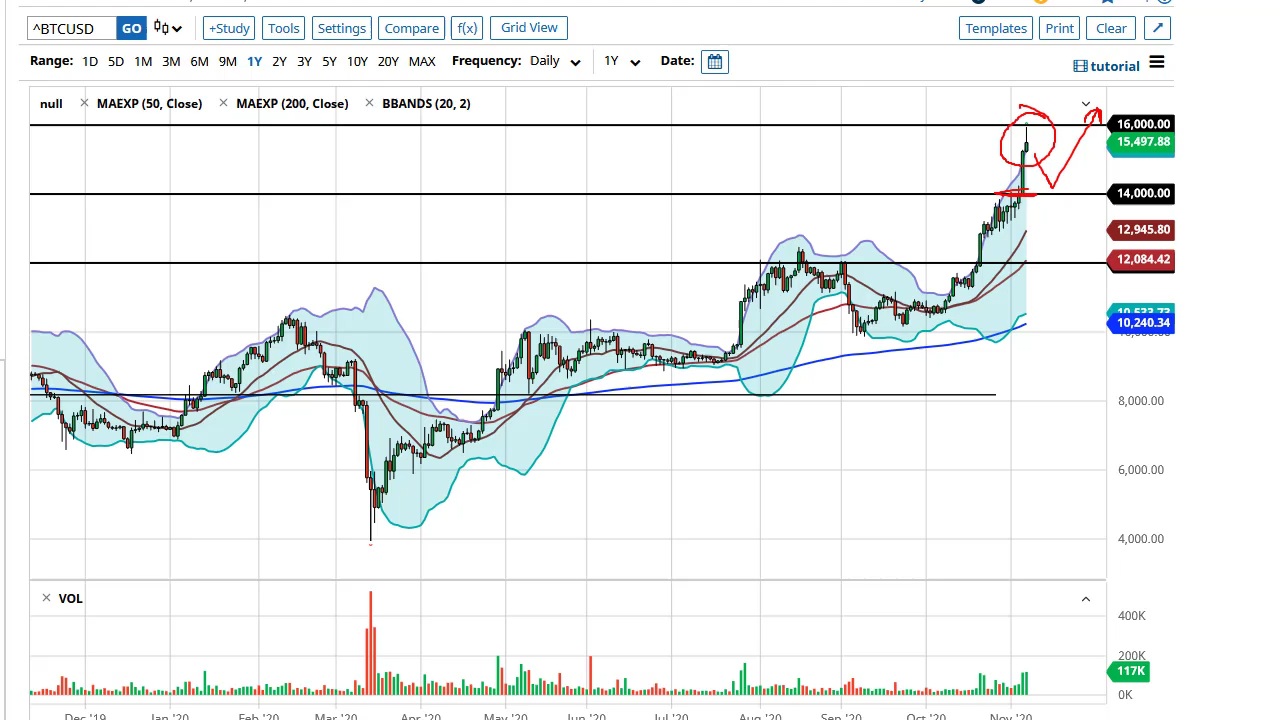 ^BTCUSD GO +Study Tools Settings Compare f(x) Grid View Templates Print Clear
Range: 1D 5D 1M 3M 6M 9M 1Y 2Y 3Y 5Y 10Y 20Y MAX Frequency: Daily 1Y Date: tutorial
null × MAEXP (50, Close) × MAEXP (200, Close) × BBANDS (20, 2)
16,000.00
15,497.88
14,000.00
12,945.80
12,084.42
10,240.34
8,000.00
6,000.00
4,000.00
× VOL
400K
200K
117K
0K
Dec '19 Jan '20 Feb '20 Mar '20 Apr '20 May '20 Jun '20 Jul '20 Aug '20 Sep '20 Oct '20 Nov '20